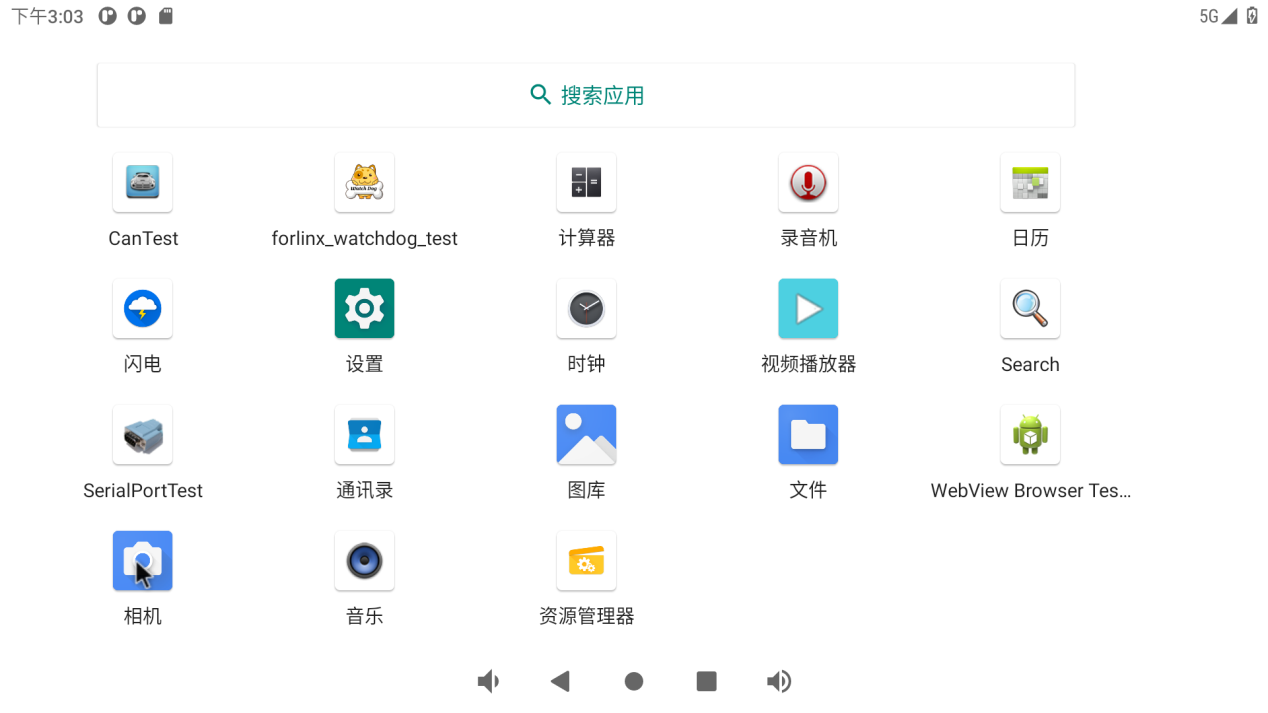 下午3:03
5G
搜索应用
Watch Dog
CanTest
forlinx_watchdog_test
计算器
录音机
日历
闪电
设置
时钟
视频播放器
Search
SerialPortTest
通讯录
图库
文件
WebView Browser Tes...
相机
音乐
资源管理器